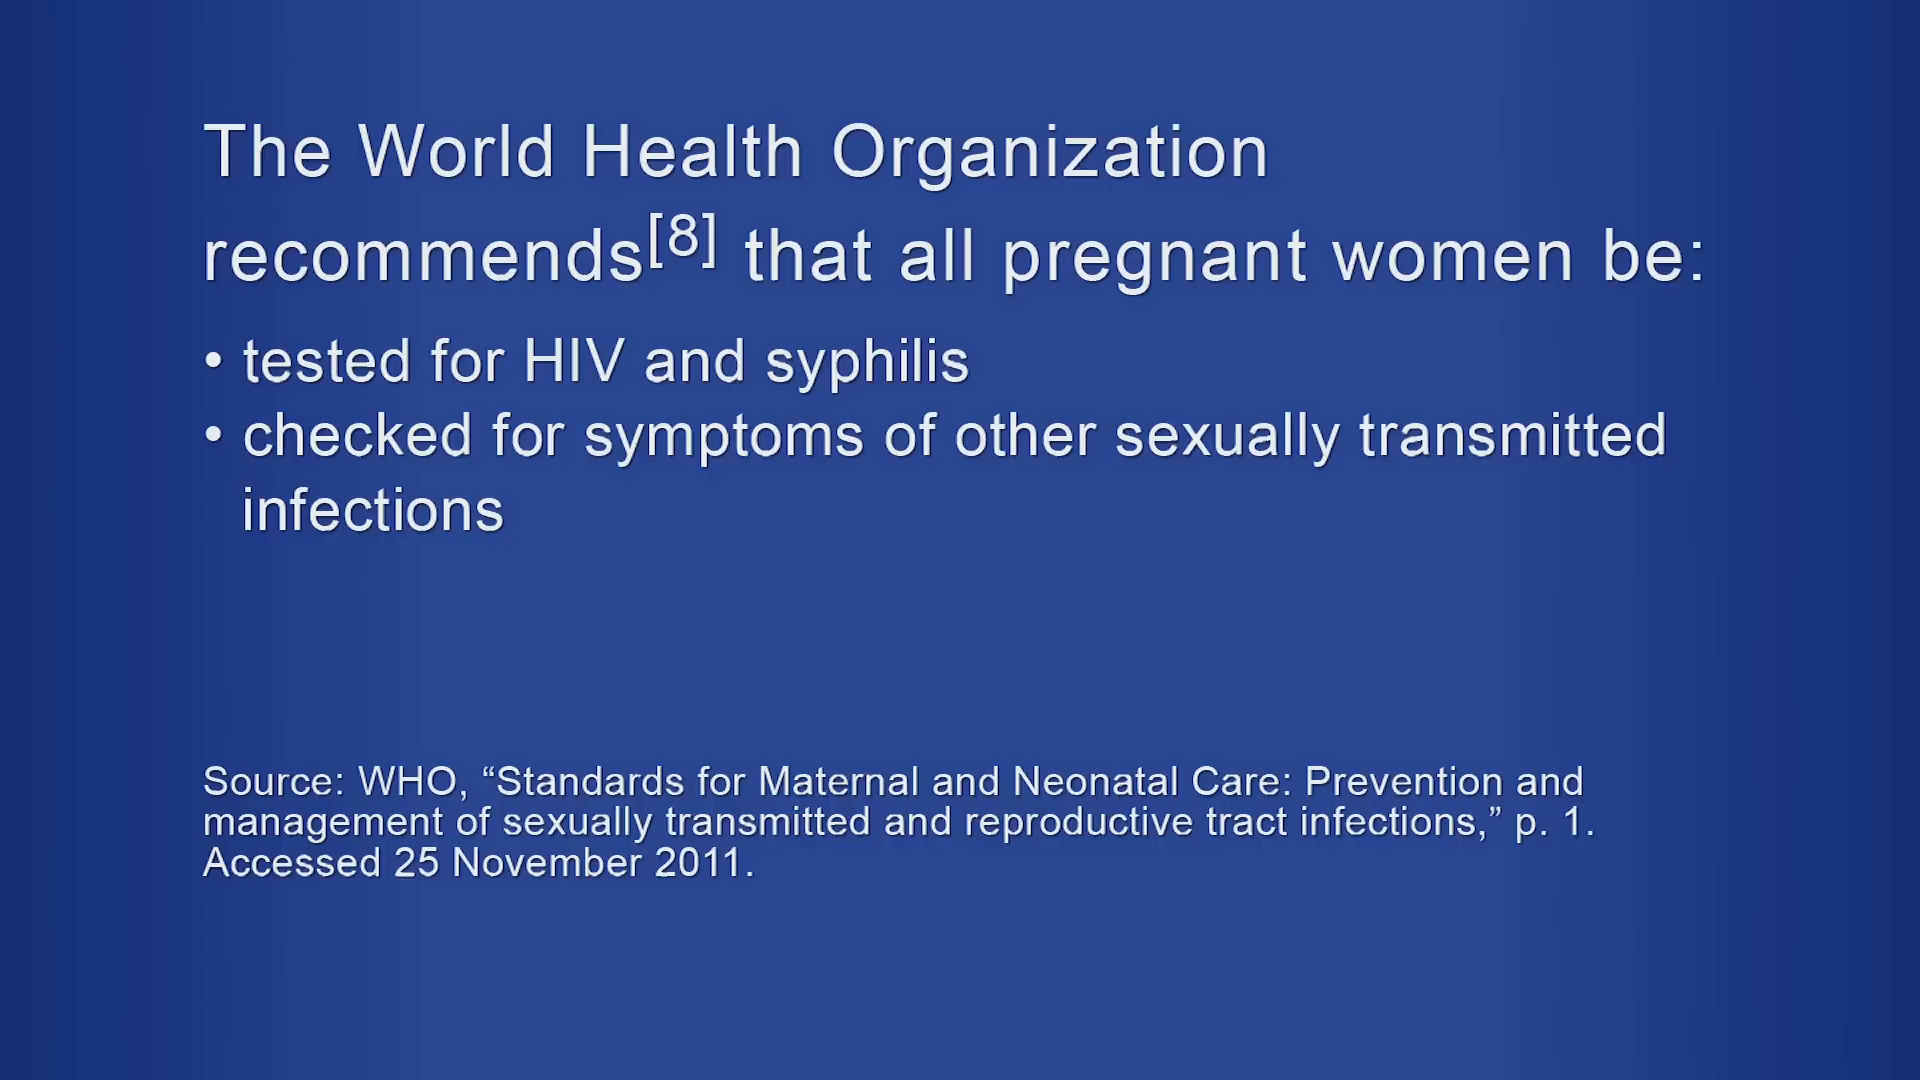 The World Health Organization
recommends[8] that all pregnant women be:
• tested for HIV and syphilis
• checked for symptoms of other sexually transmitted
infections
Source: WHO, “Standards for Maternal and Neonatal Care: Prevention and
management of sexually transmitted and reproductive tract infections,” p. 1.
Accessed 25 November 2011.